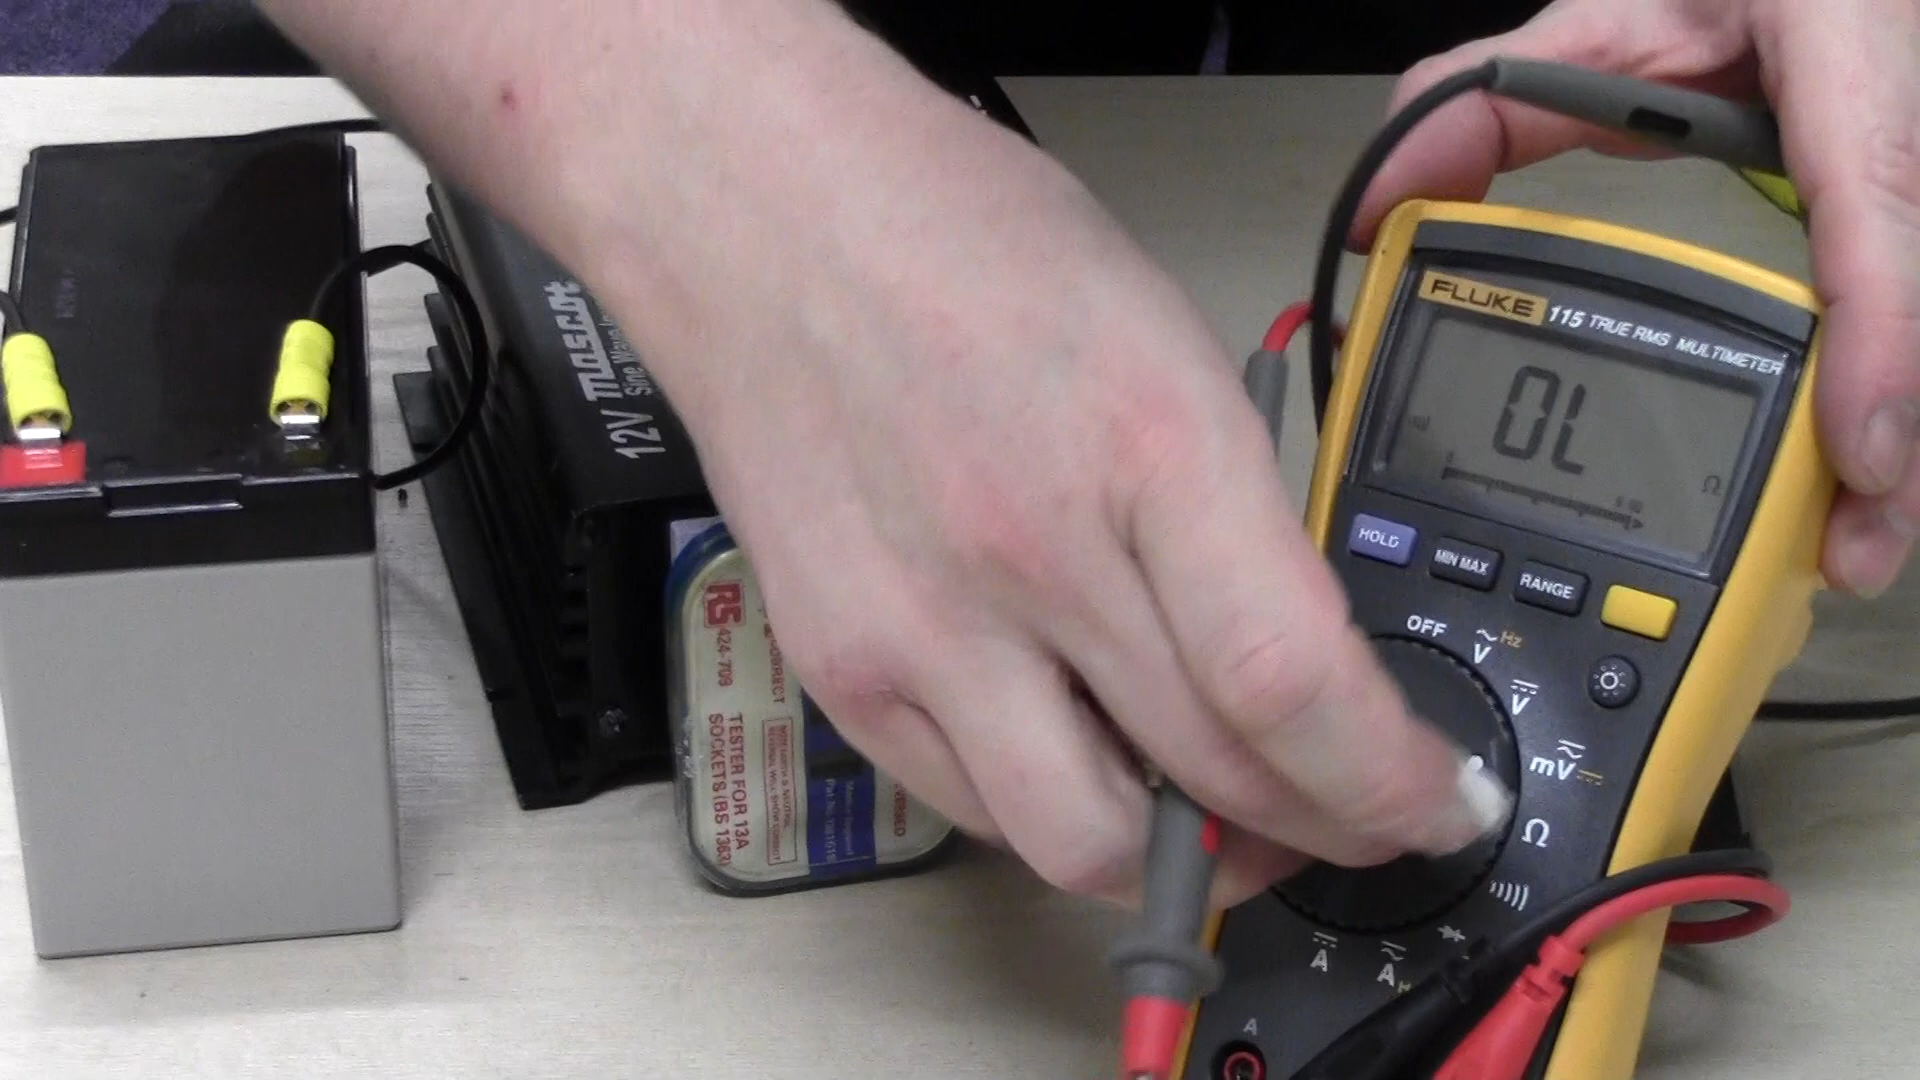 12V mascot
Sine Wave
RS
424-709
TESTER FOR 13A
SOCKETS (BS 1363)
FLUKE 115 TRUE RMS MULTIMETER
OL
Ω
HOLD
MIN MAX
RANGE
OFF
V Hz
V
mV
Ω
A
A
A